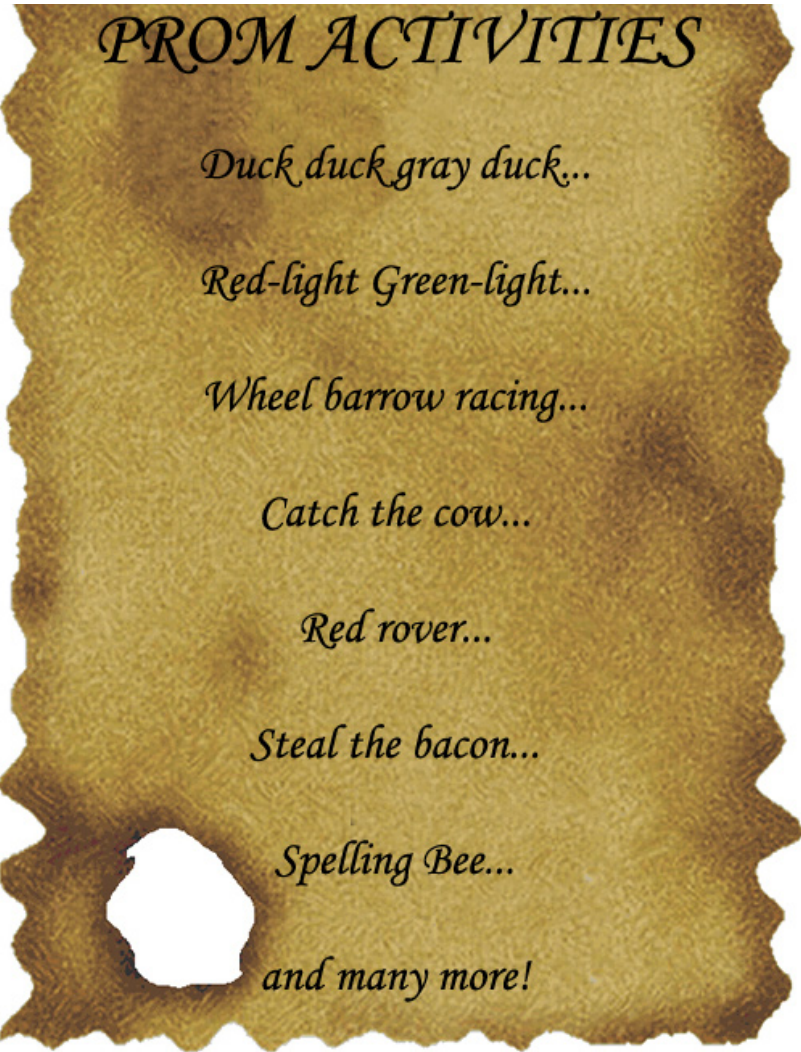 PROM ACTIVITIES
Duck duck gray duck...
Red-light Green-light...
Wheel barrow racing...
Catch the cow...
Red rover...
Steal the bacon...
Spelling Bee...
and many more!